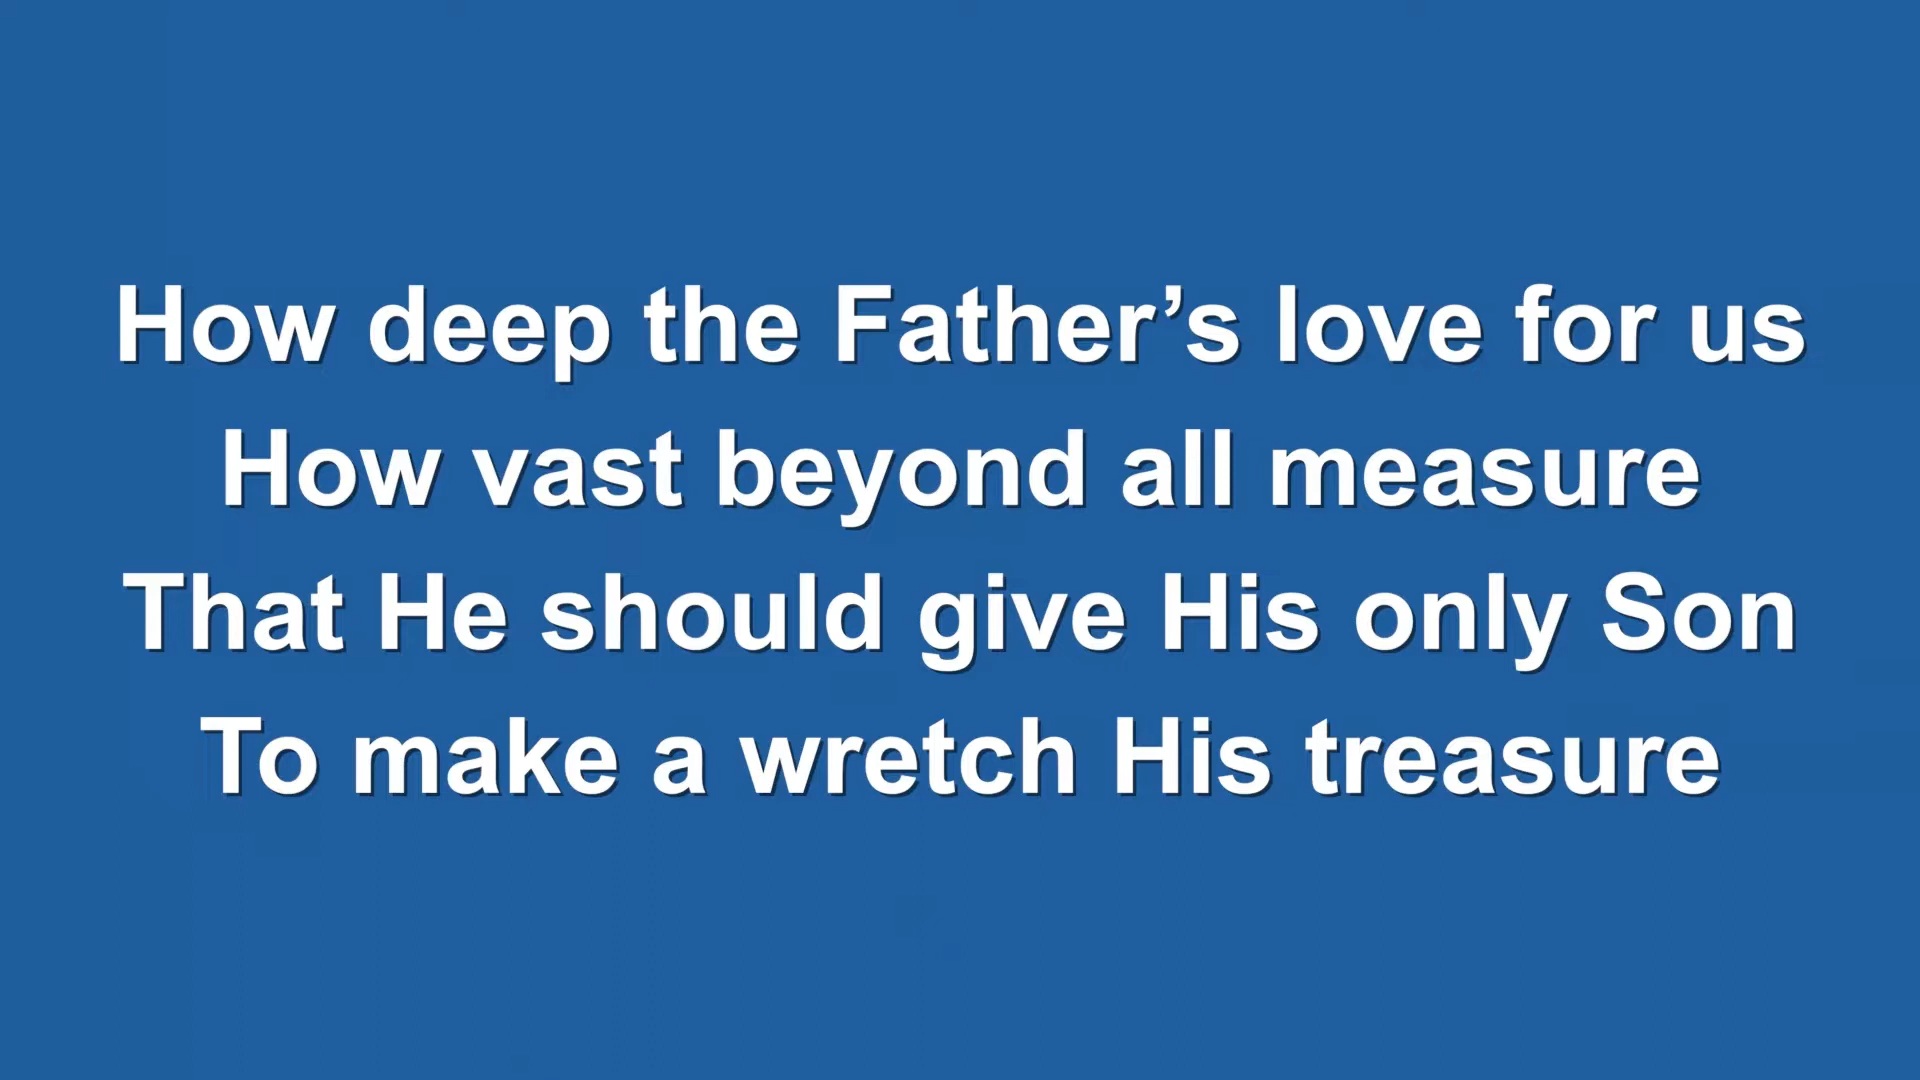 How deep the Father’s love for us
How vast beyond all measure
That He should give His only Son
To make a wretch His treasure